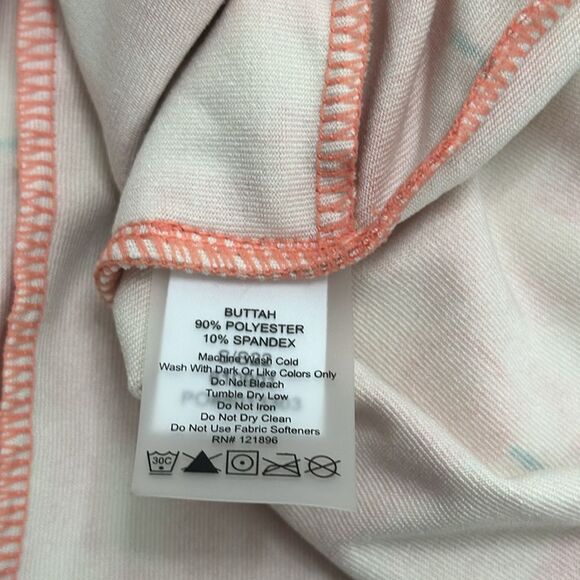 BUTTAH
90% POLYESTER
10% SPANDEX
Machine Wash Cold
Wash With Dark Or Like Colors Only
Do Not Bleach
Tumble Dry Low
Do Not Iron
Do Not Dry Clean
Do Not Use Fabric Softeners
RN# 121896
30C